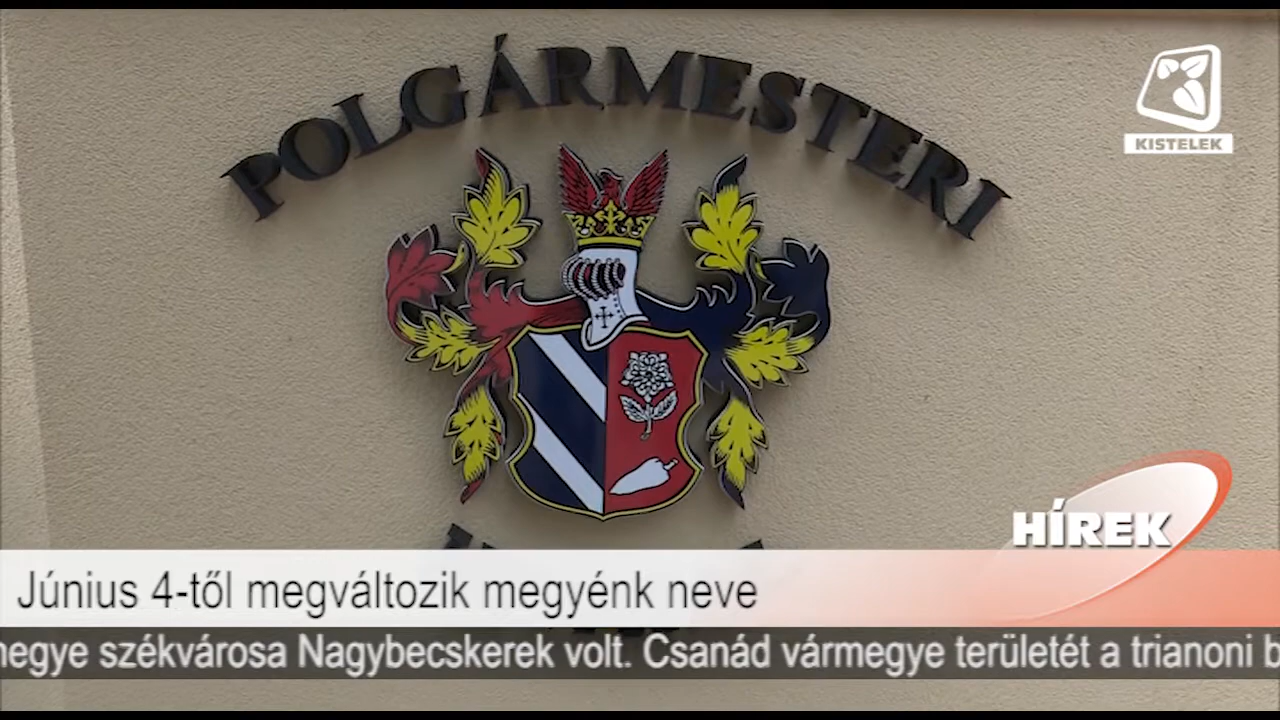 POLGÁRMESTERI
KISTELEK
HÍREK
Június 4-től megváltozik megyénk neve
megye székvárosa Nagybecskerek volt. Csanád vármegye területét a trianoni b